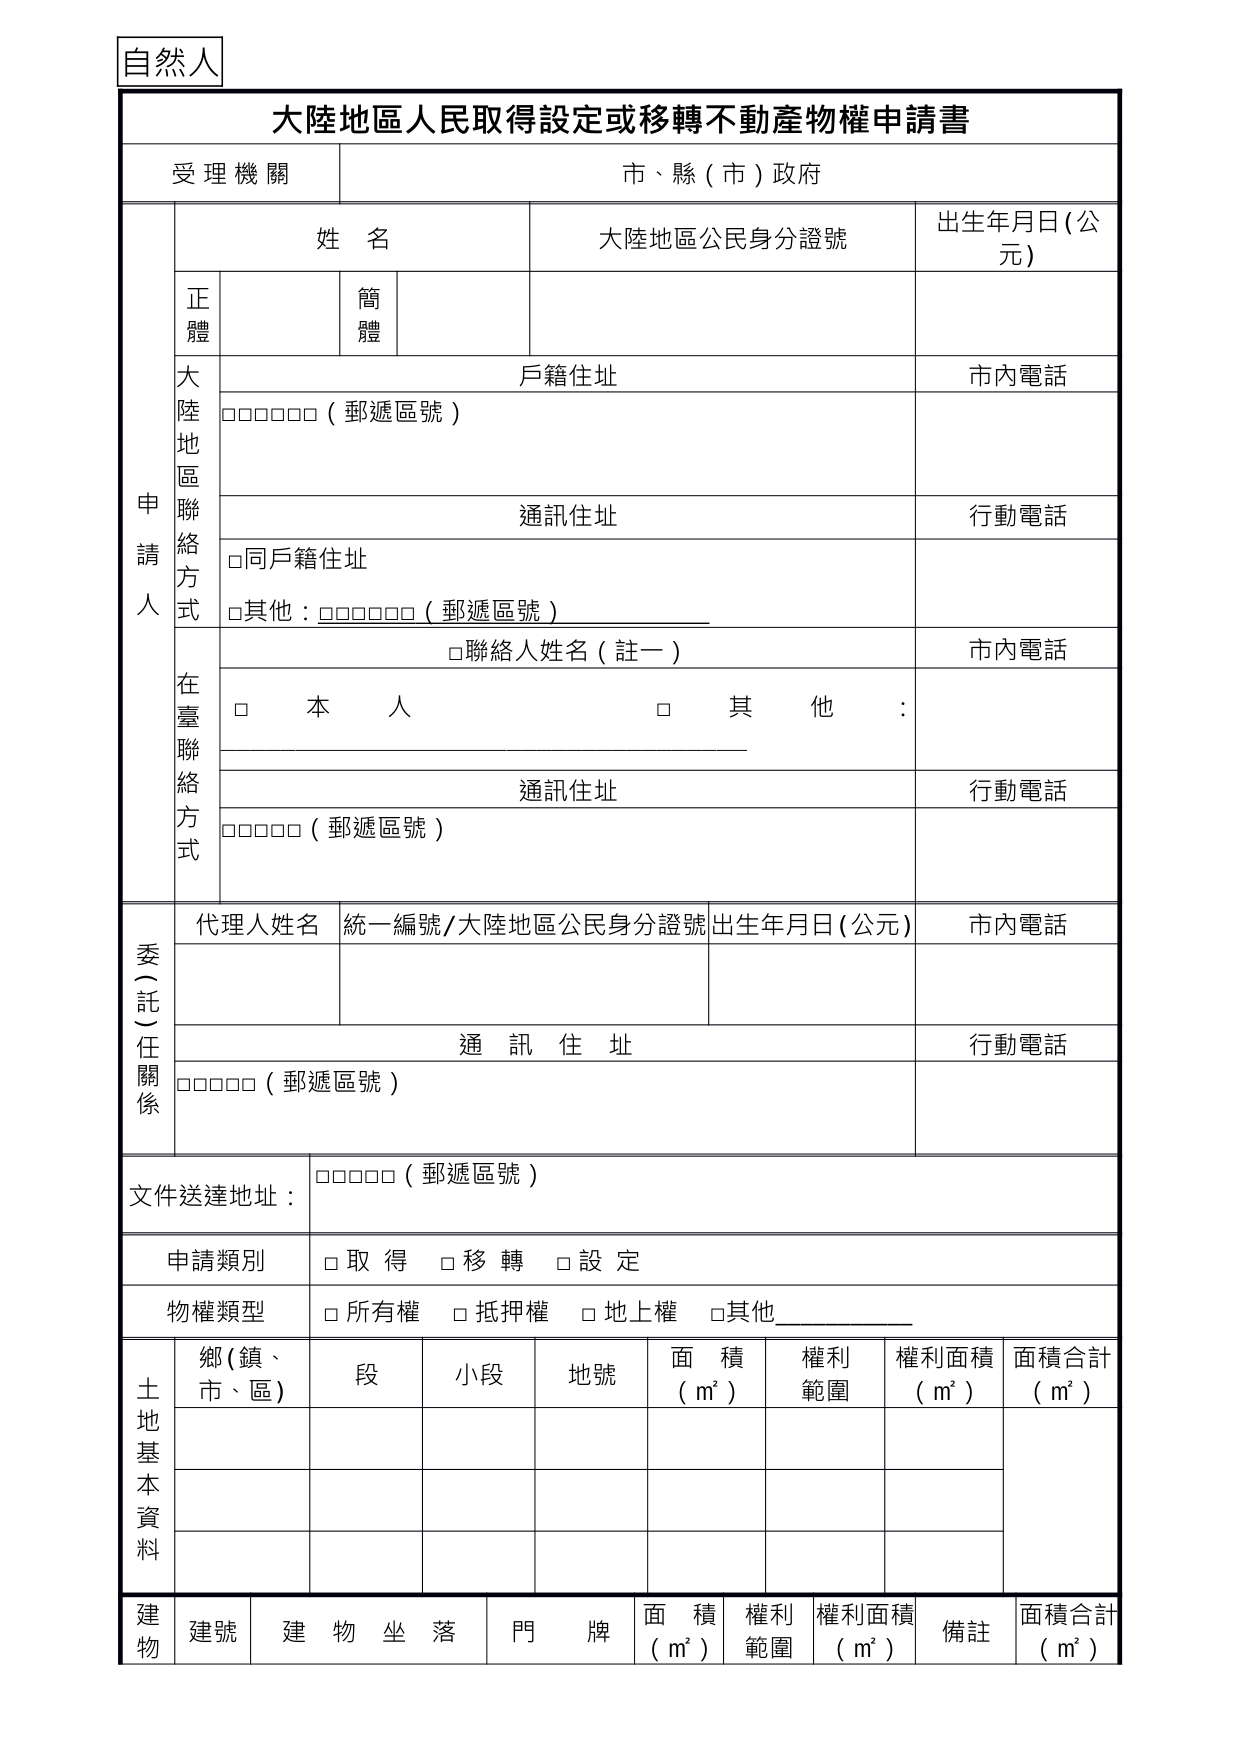 自然人
大陸地區人民取得設定或移轉不動產物權申請書
受理機關 市、縣(市)政府
申請人
姓 名 大陸地區公民身分證號 出生年月日(公元)
正體 簡體
大陸地區聯絡方式
戶籍住址 市內電話
□□□□□□(郵遞區號)
通訊住址 行動電話
□同戶籍住址
□其他:□□□□□□(郵遞區號)
在臺聯絡方式
□聯絡人姓名(註一) 市內電話
□ 本 人 □ 其 他 :
___________________________________
通訊住址 行動電話
□□□□□(郵遞區號)
委(託)任關係
代理人姓名 統一編號/大陸地區公民身分證號 出生年月日(公元) 市內電話
通 訊 住 址 行動電話
□□□□□(郵遞區號)
文件送達地址: □□□□□(郵遞區號)
申請類別 □取 得 □移 轉 □設 定
物權類型 □ 所有權 □ 抵押權 □ 地上權 □其他__________
土地基本資料
鄉(鎮、市、區) 段 小段 地號 面 積(㎡) 權利範圍 權利面積(㎡) 面積合計(㎡)
建物 建號 建 物 坐 落 門 牌 面 積(㎡) 權利範圍 權利面積(㎡) 備註 面積合計(㎡)